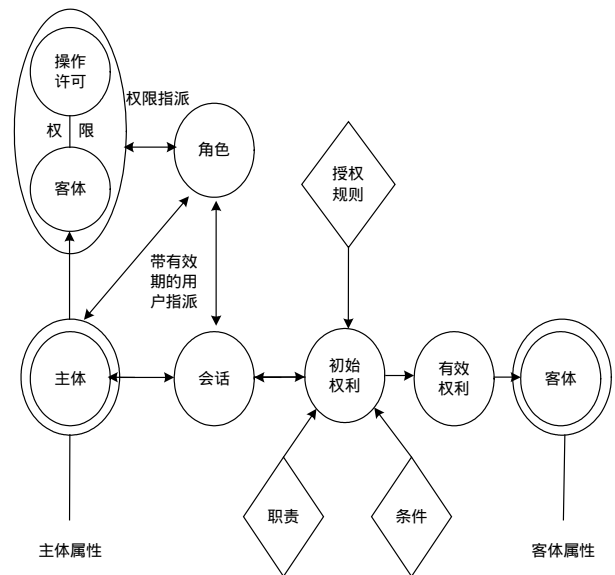 操作
许可
权限指派
权 限
角色
客体
授权
规则
带有效
期的用
户指派
主体
会话
初始
权利
有效
权利
客体
职责
条件
主体属性
客体属性